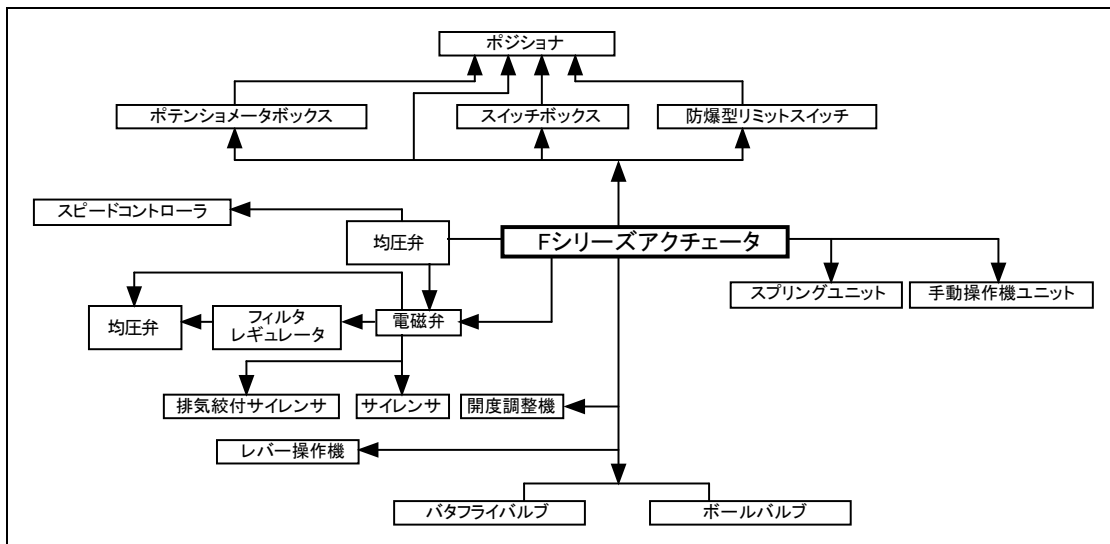 ポジショナ
ポテンショメータボックス
スイッチボックス
防爆型リミットスイッチ
スピードコントローラ
均圧弁
Fシリーズアクチェータ
スプリングユニット
手動操作機ユニット
均圧弁
フィルタ
レギュレータ
電磁弁
排気絞付サイレンサ
サイレンサ
開度調整機
レバー操作機
バタフライバルブ
ボールバルブ